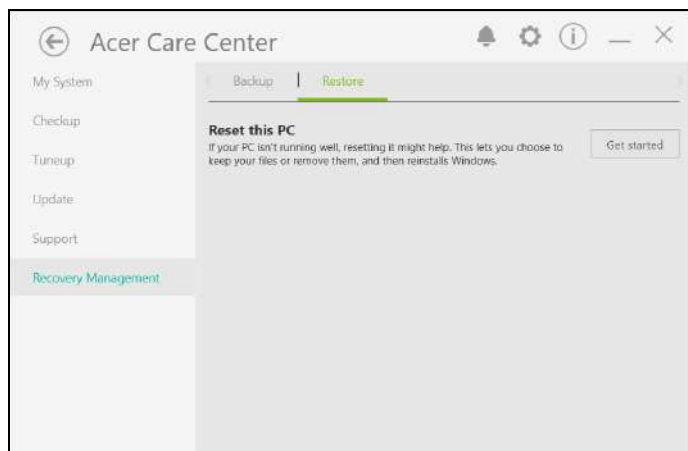 Acer Care Center
My System
Backup
Restore
Checkup
Reset this PC
If your PC isn't running well, resetting it might help. This lets you choose to
keep your files or remove them, and then reinstalls Windows.
Get started
Tuneup
Update
Support
Recovery Management